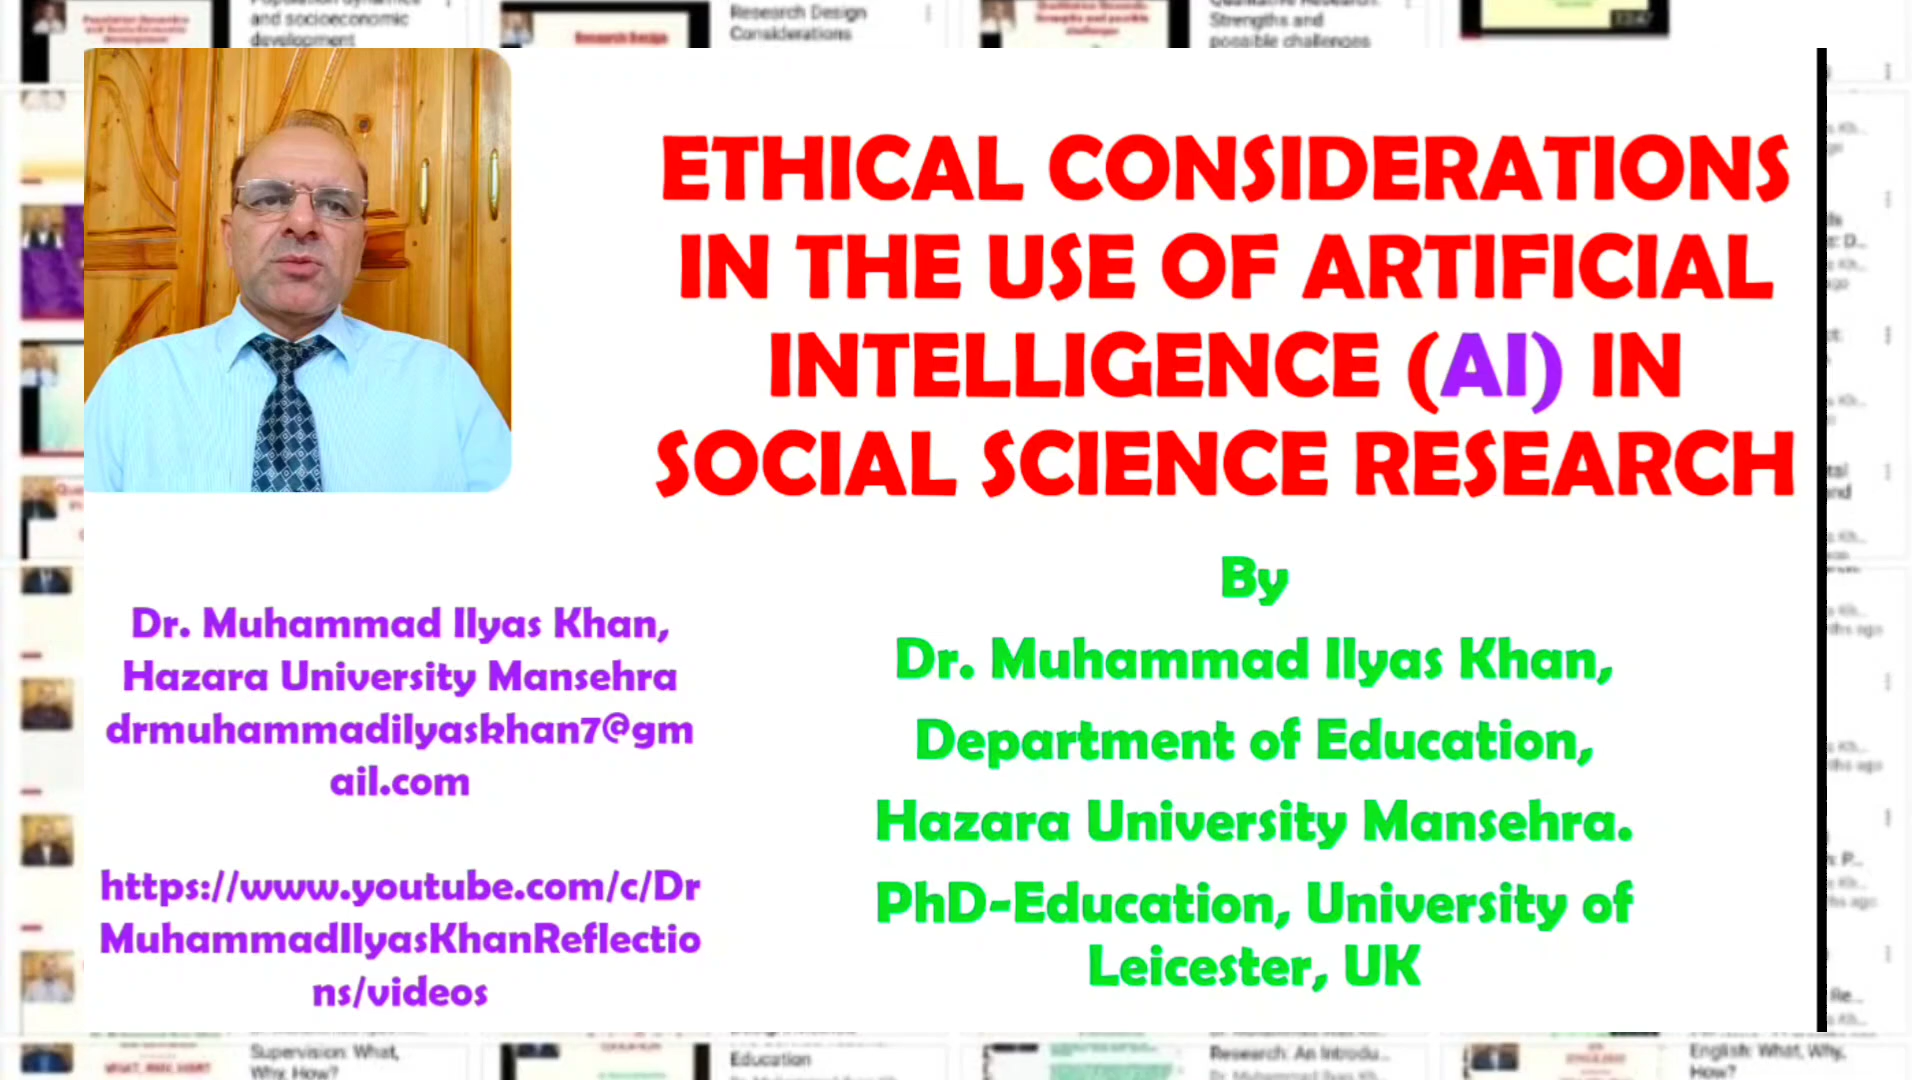 and socioeconomic
development
Research Design
Considerations
Strengths and
possible challenges
ETHICAL CONSIDERATIONS
IN THE USE OF ARTIFICIAL
INTELLIGENCE (AI) IN
SOCIAL SCIENCE RESEARCH
By
Dr. Muhammad Ilyas Khan,
Department of Education,
Hazara University Mansehra.
PhD-Education, University of
Leicester, UK
Dr. Muhammad Ilyas Khan,
Hazara University Mansehra
drmuhammadilyaskhan7@gm
ail.com
https://www.youtube.com/c/Dr
MuhammadIlyasKhanReflectio
ns/videos
Supervision: What,
Why, How?
Education
Research: An Introdu...
English: What, Why,
How?